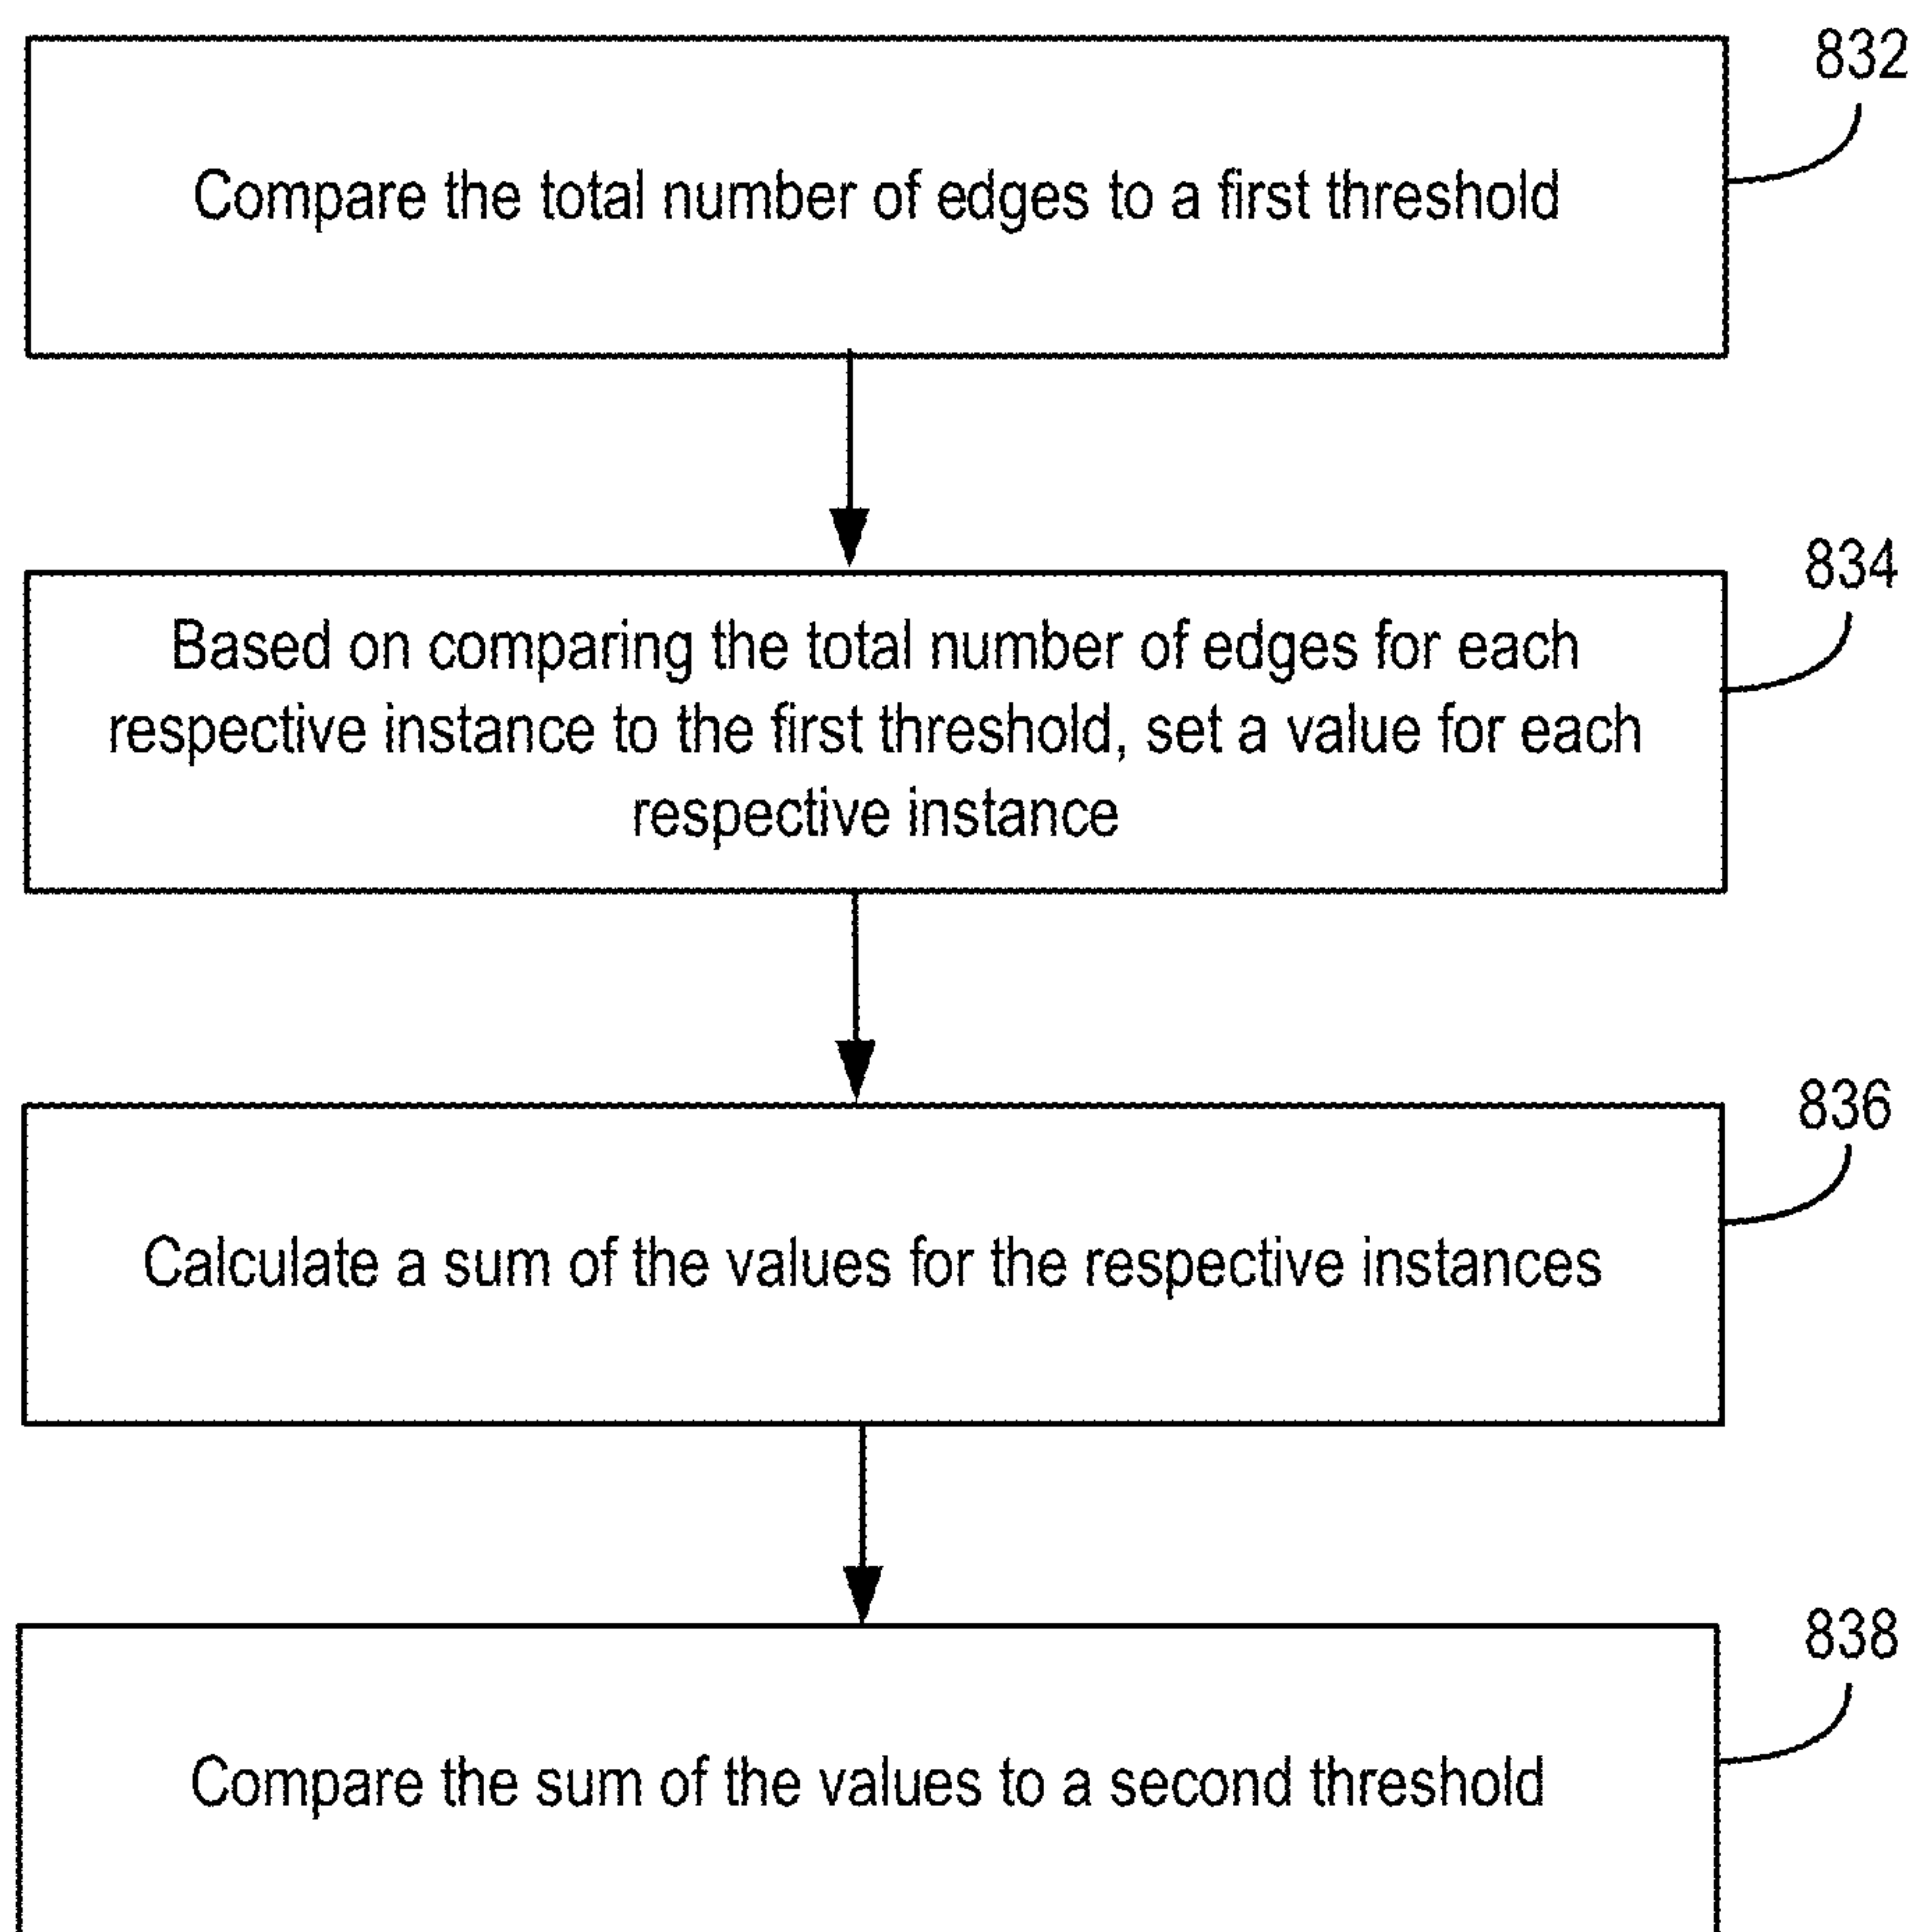 832
Compare the total number of edges to a first threshold
834
Based on comparing the total number of edges for each
respective instance to the first threshold, set a value for each
respective instance
836
Calculate a sum of the values for the respective instances
838
Compare the sum of the values to a second threshold